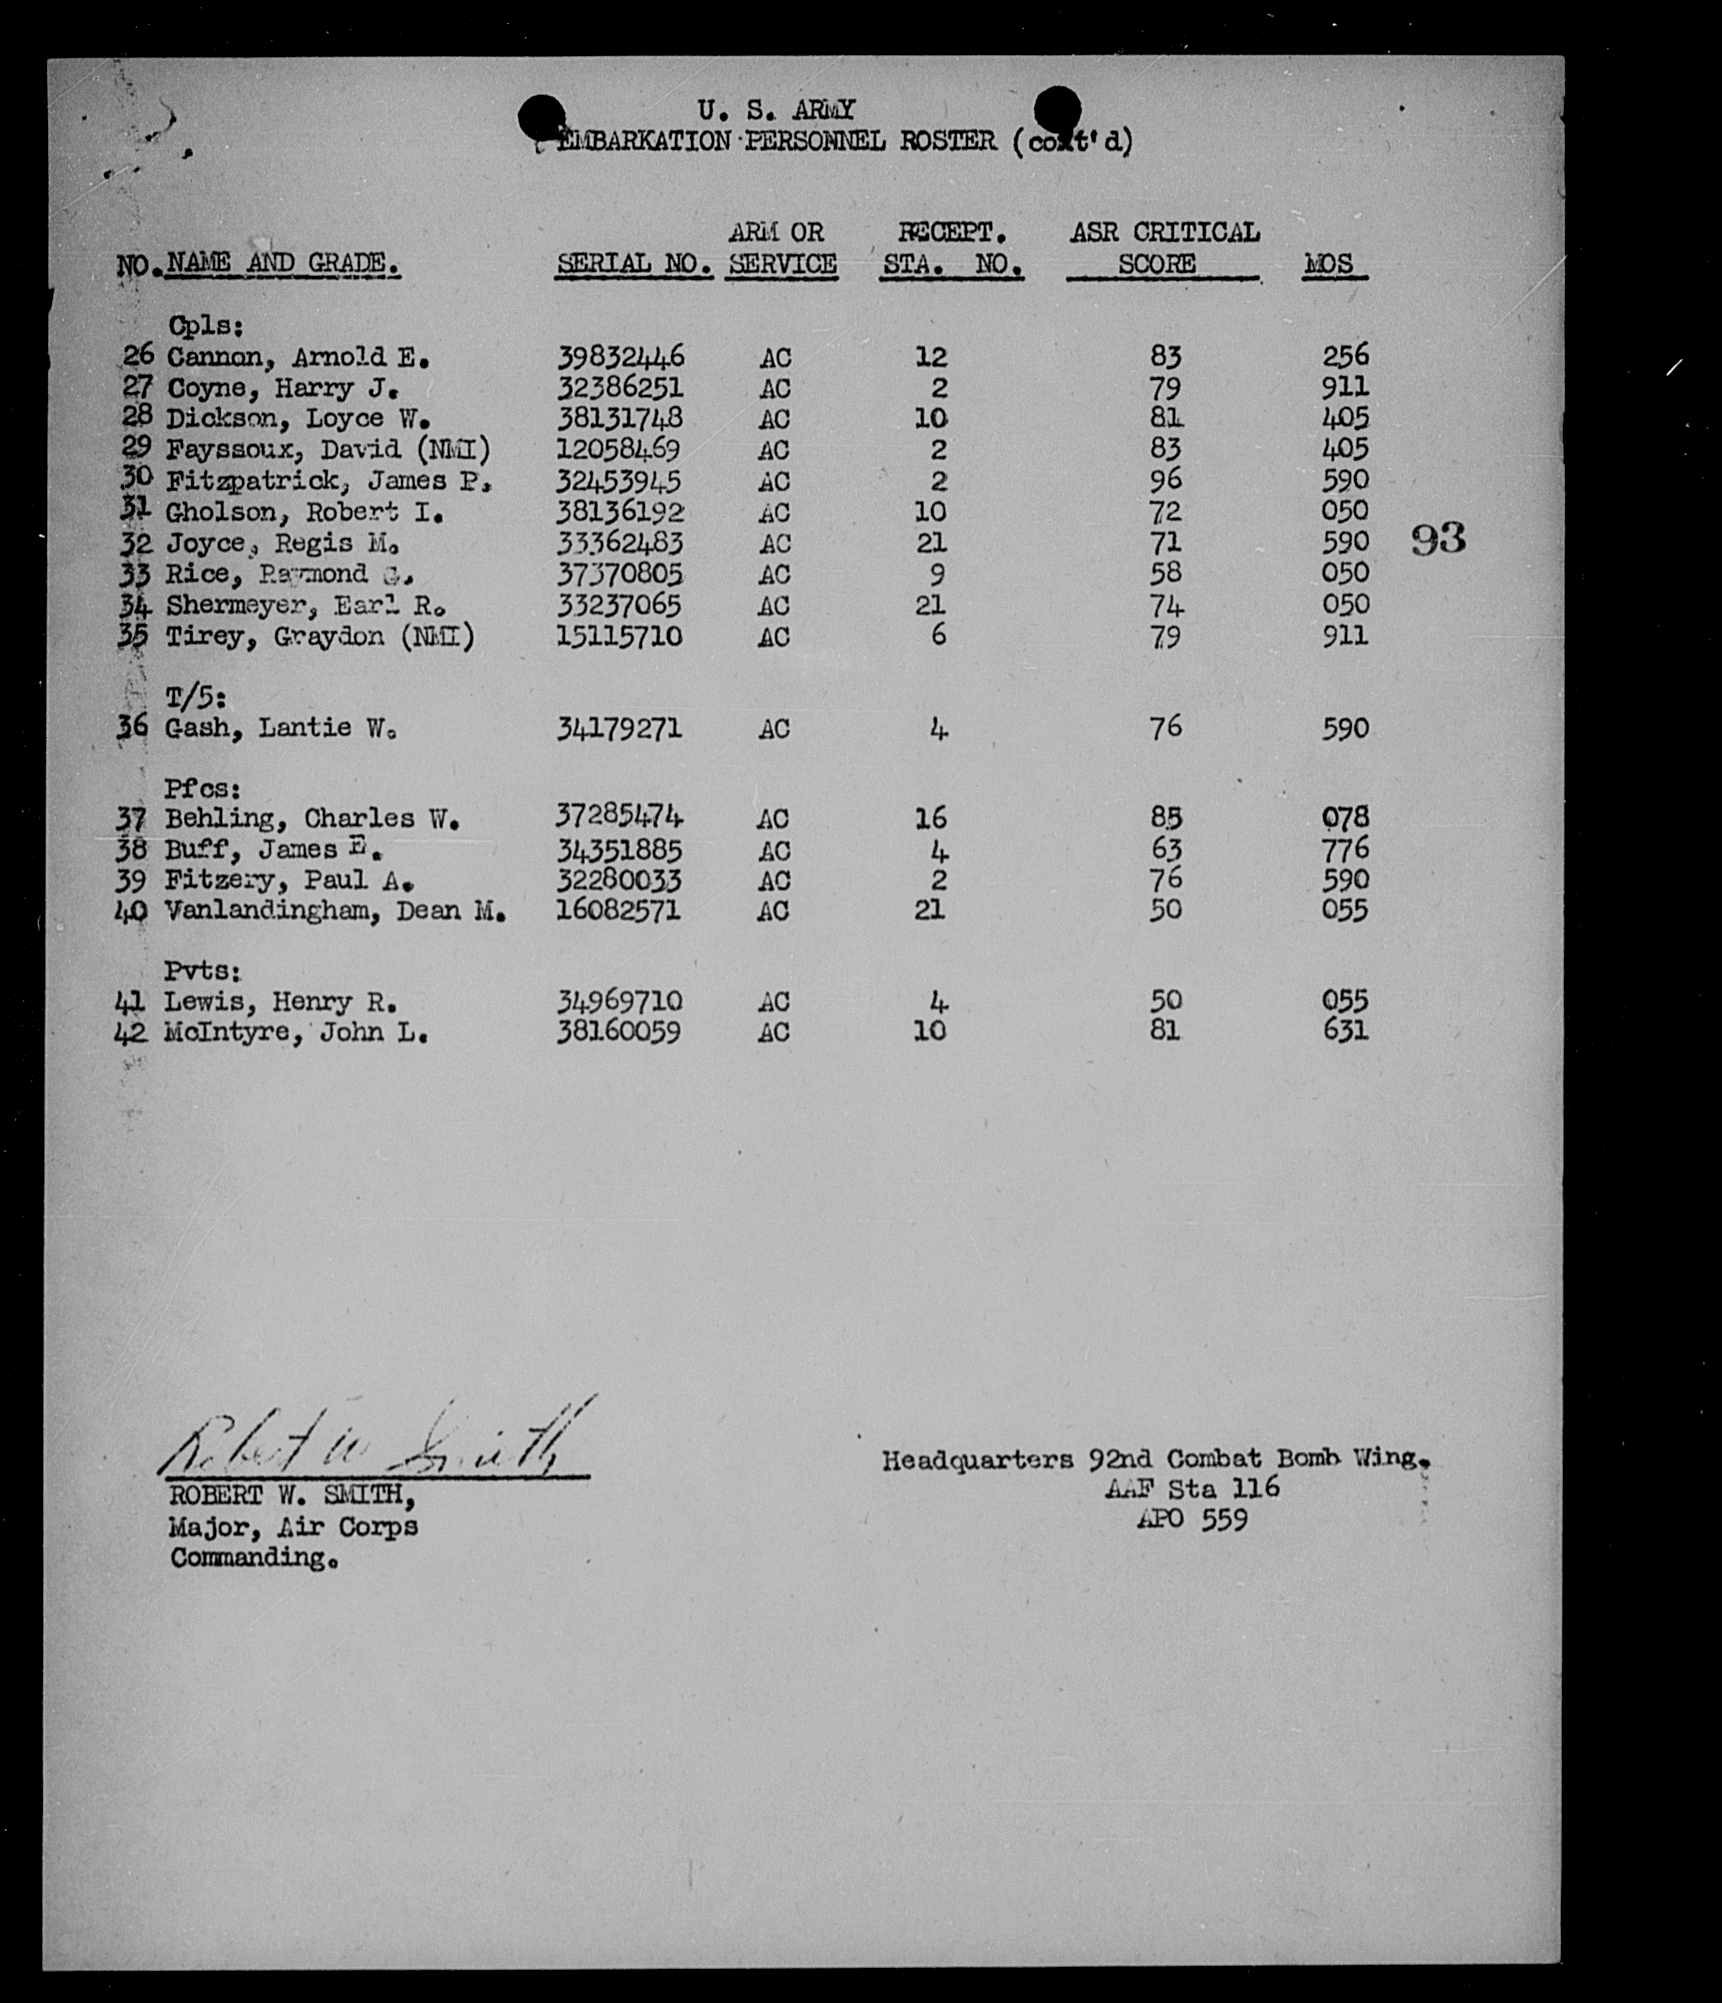 U. S. ARMY
EMBARKATION PERSONNEL ROSTER (cont'd)
ARM OR RECEPT. ASR CRITICAL
NO. NAME AND GRADE. SERIAL NO. SERVICE STA. NO. SCORE MOS
Cpls:
26 Cannon, Arnold E. 39832446 AC 12 83 256
27 Coyne, Harry J. 32386251 AC 2 79 911
28 Dickson, Loyce W. 38131748 AC 10 81 405
29 Fayssoux, David (NMI) 12058469 AC 2 83 405
30 Fitzpatrick, James P. 32453945 AC 2 96 590
31 Gholson, Robert I. 38136192 AC 10 72 050
32 Joyce, Regis M. 33362483 AC 21 71 590 93
33 Rice, Raymond 37370805 AC 9 58 050
34 Shermeyer, Earl R. 33237065 AC 21 74 050
35 Tirey, Graydon (NMI) 15115710 AC 6 79 911
T/5:
36 Gash, Lantie W. 34179271 AC 4 76 590
Pfcs:
37 Behling, Charles W. 37285474 AC 16 85 078
38 Buff, James E. 34351885 AC 4 63 776
39 Fitzery, Paul A. 32280033 AC 2 76 590
40 Vanlandingham, Dean M. 16082571 AC 21 50 055
Pvts:
41 Lewis, Henry R. 34969710 AC 4 50 055
42 McIntyre, John L. 38160059 AC 10 81 631
Robert W Smith
ROBERT W. SMITH,
Major, Air Corps
Commanding.
Headquarters 92nd Combat Bomb Wing.
AAF Sta 116
APO 559